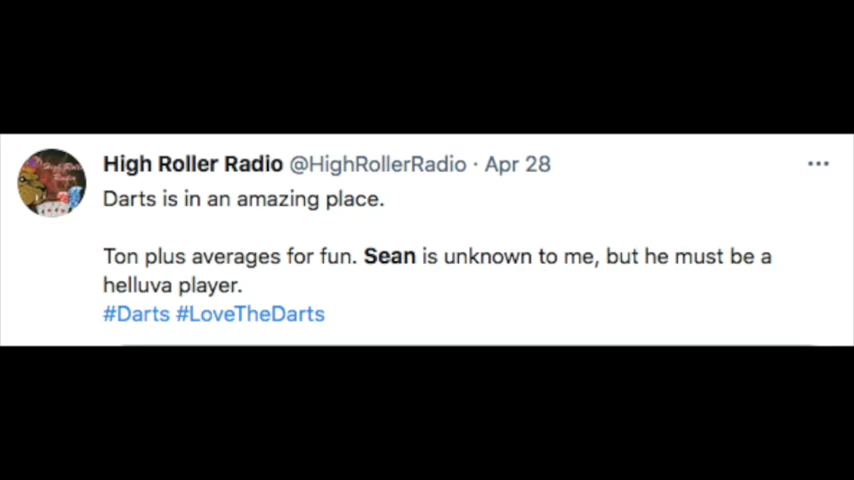 High Roller Radio @HighRollerRadio · Apr 28
Darts is in an amazing place.
Ton plus averages for fun. Sean is unknown to me, but he must be a
helluva player.
#Darts #LoveTheDarts